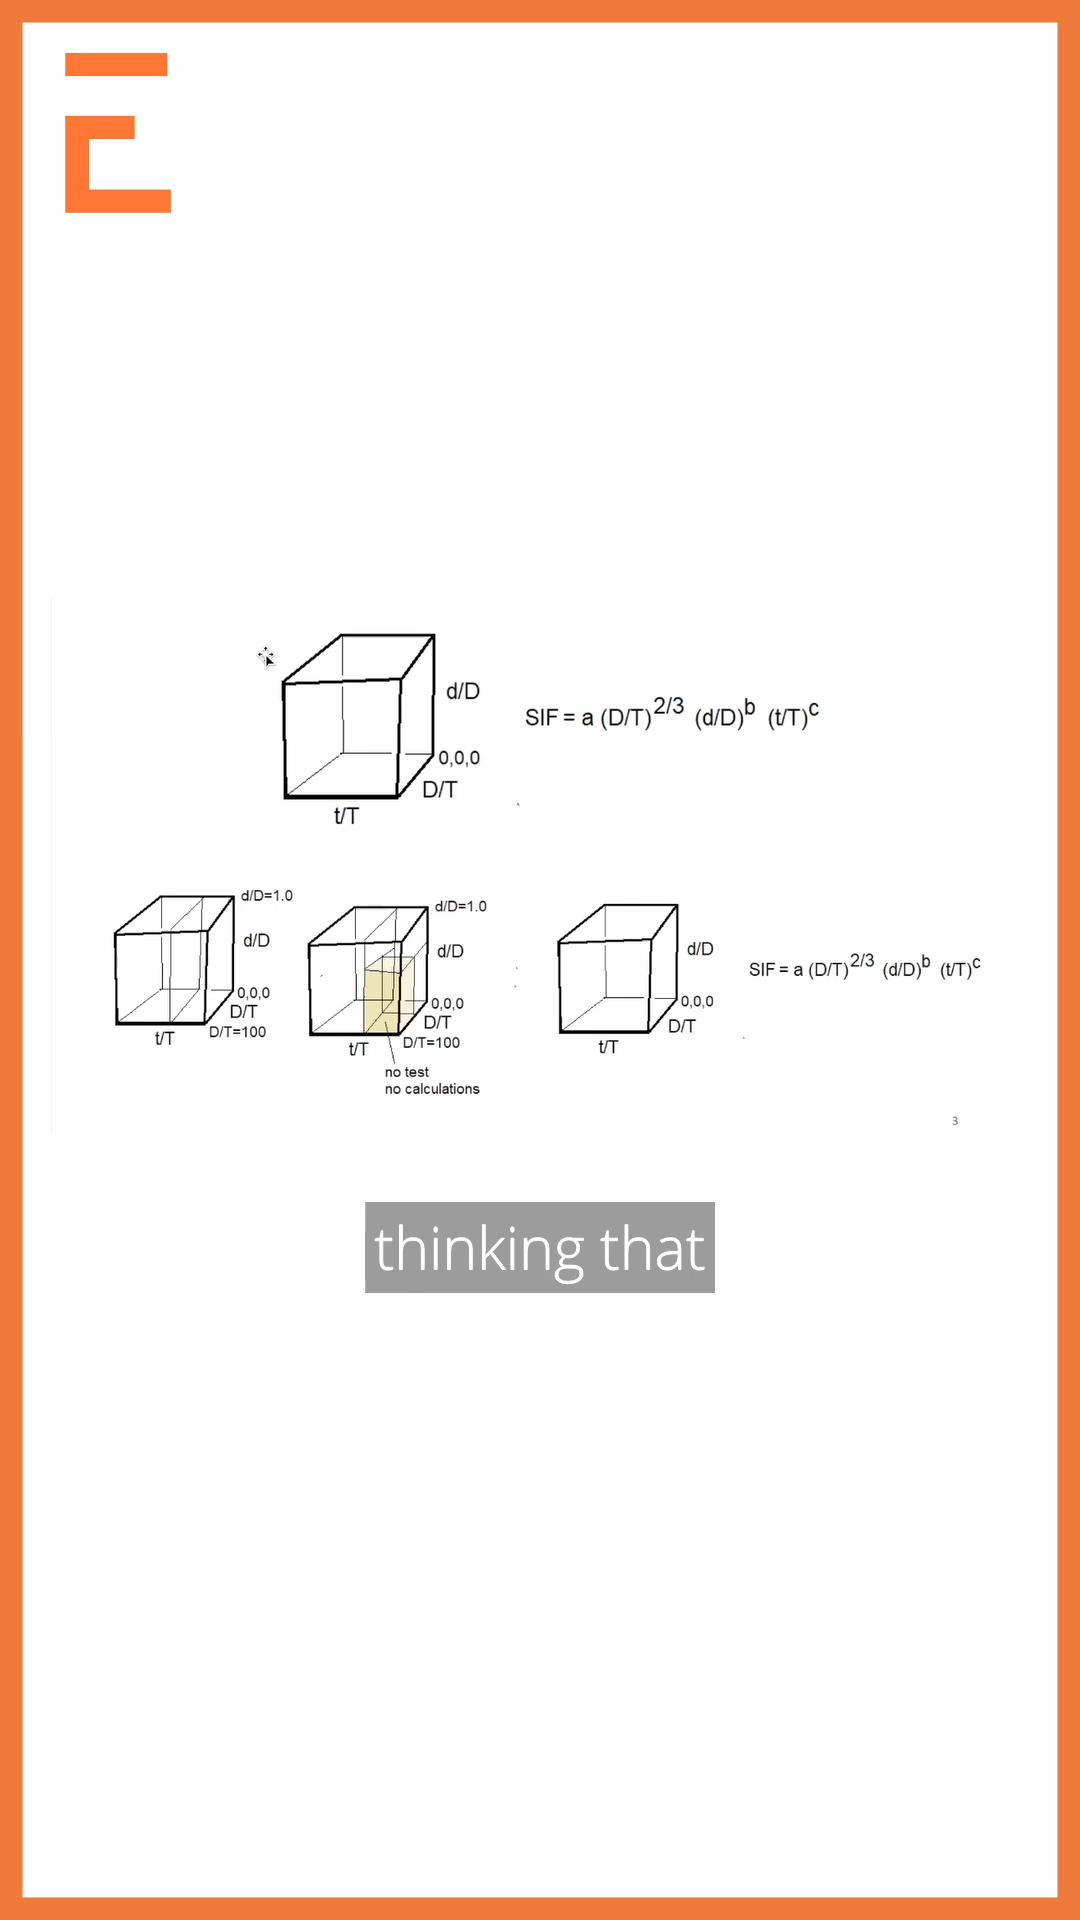 d/D
SIF = a (D/T)^2/3 (d/D)^b (t/T)^c
0,0,0
D/T
t/T
d/D=1.0
d/D
0,0,0
D/T
D/T=100
t/T
d/D=1.0
d/D
0,0,0
D/T
D/T=100
t/T
no test
no calculations
d/D
SIF = a (D/T)^2/3 (d/D)^b (t/T)^c
0,0,0
D/T
t/T
3
thinking that